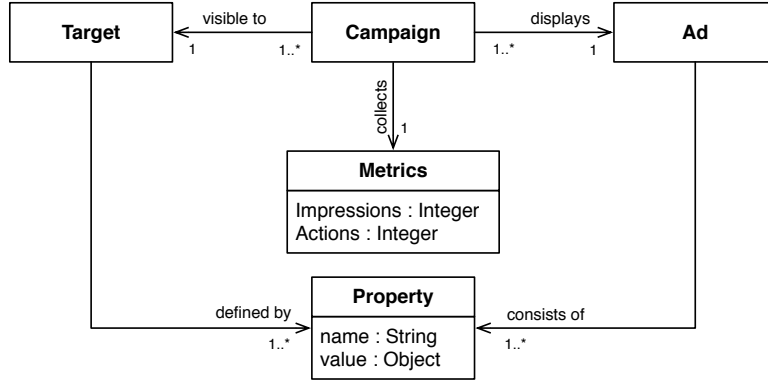 Target
visible to
1
1..*
Campaign
displays
1..*
1
Ad
collects
1
Metrics
Impressions : Integer
Actions : Integer
defined by
1..*
Property
name : String
value : Object
consists of
1..*